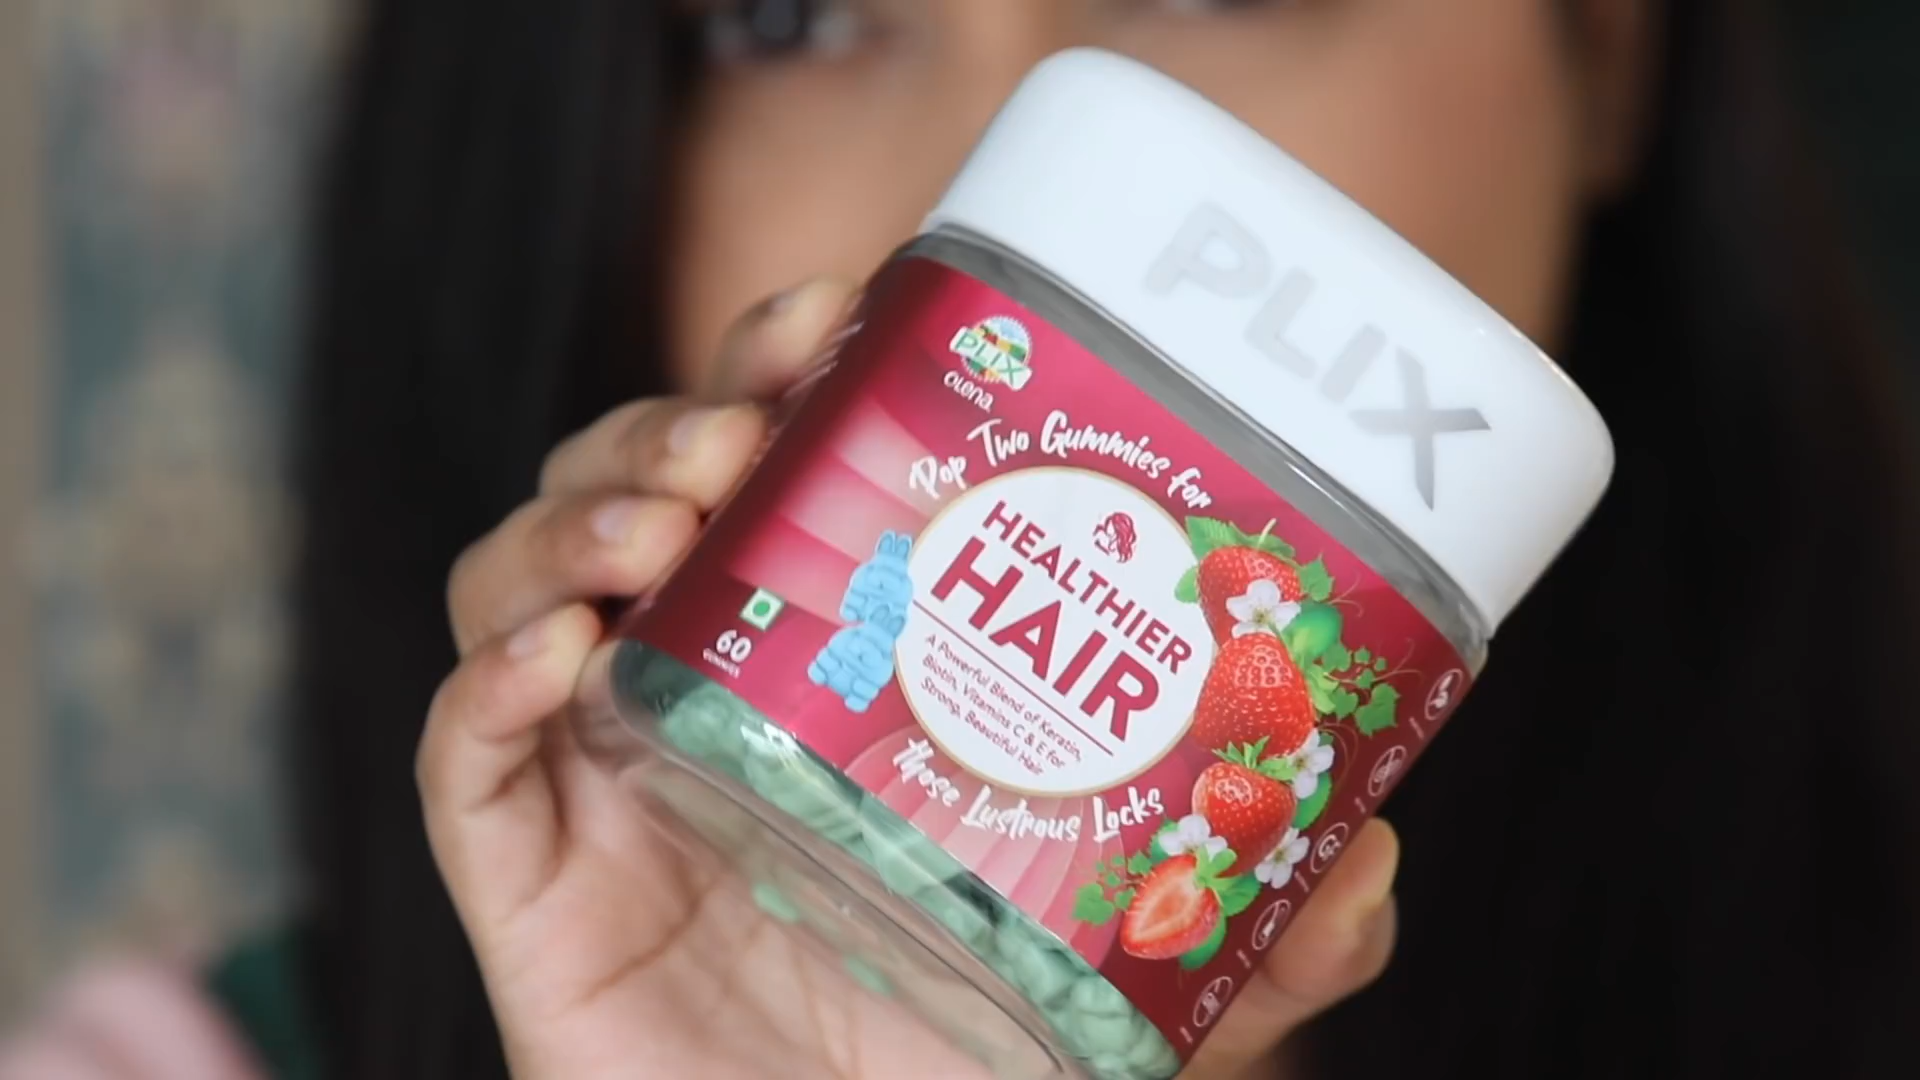 PLIX
PLIX
OLena
Pop Two Gummies for
HEALTHIER
HAIR
A Powerful Blend of Keratin,
Biotin, Vitamins C & E for
Strong, Beautiful Hair
those Lustrous Locks
60
GUMMIES